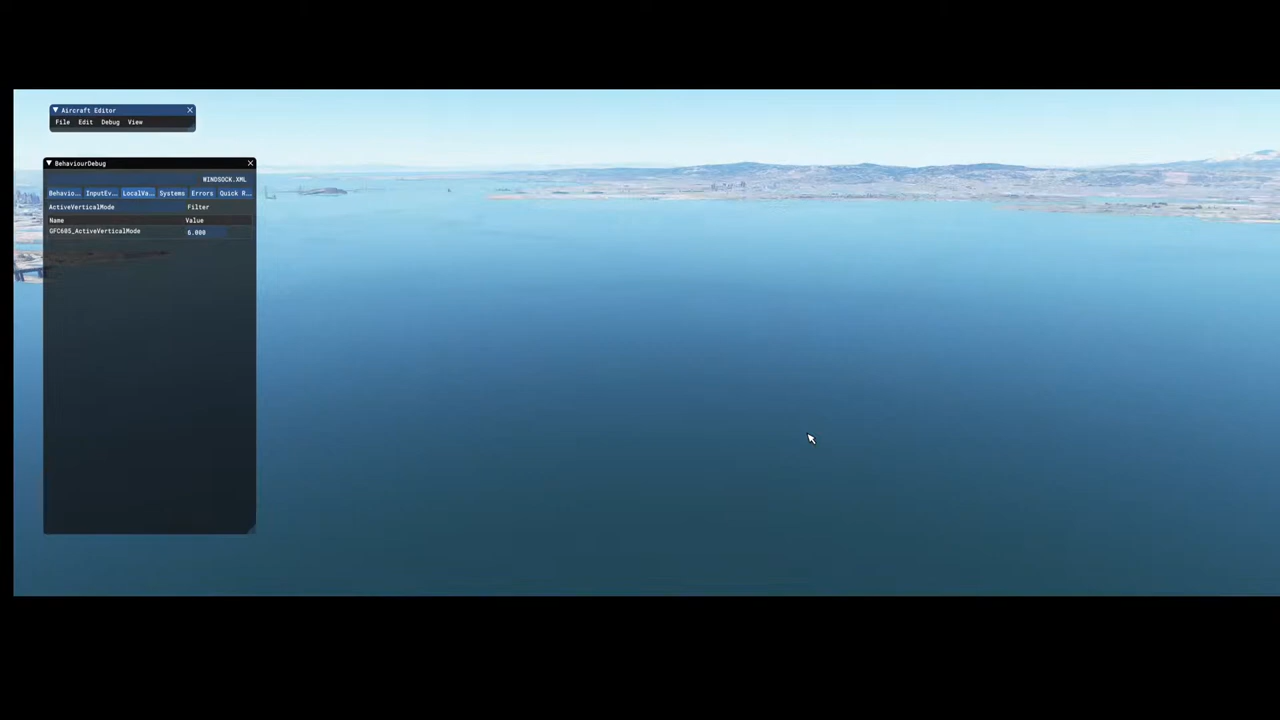 Aircraft Editor
File Edit Debug View
BehaviourDebug
WINDSOCK.XML
Behavio... InputEv... LocalVa... Systems Errors Quick R...
ActiveVerticalMode Filter
Name Value
GFC605_ActiveVerticalMode 6.000